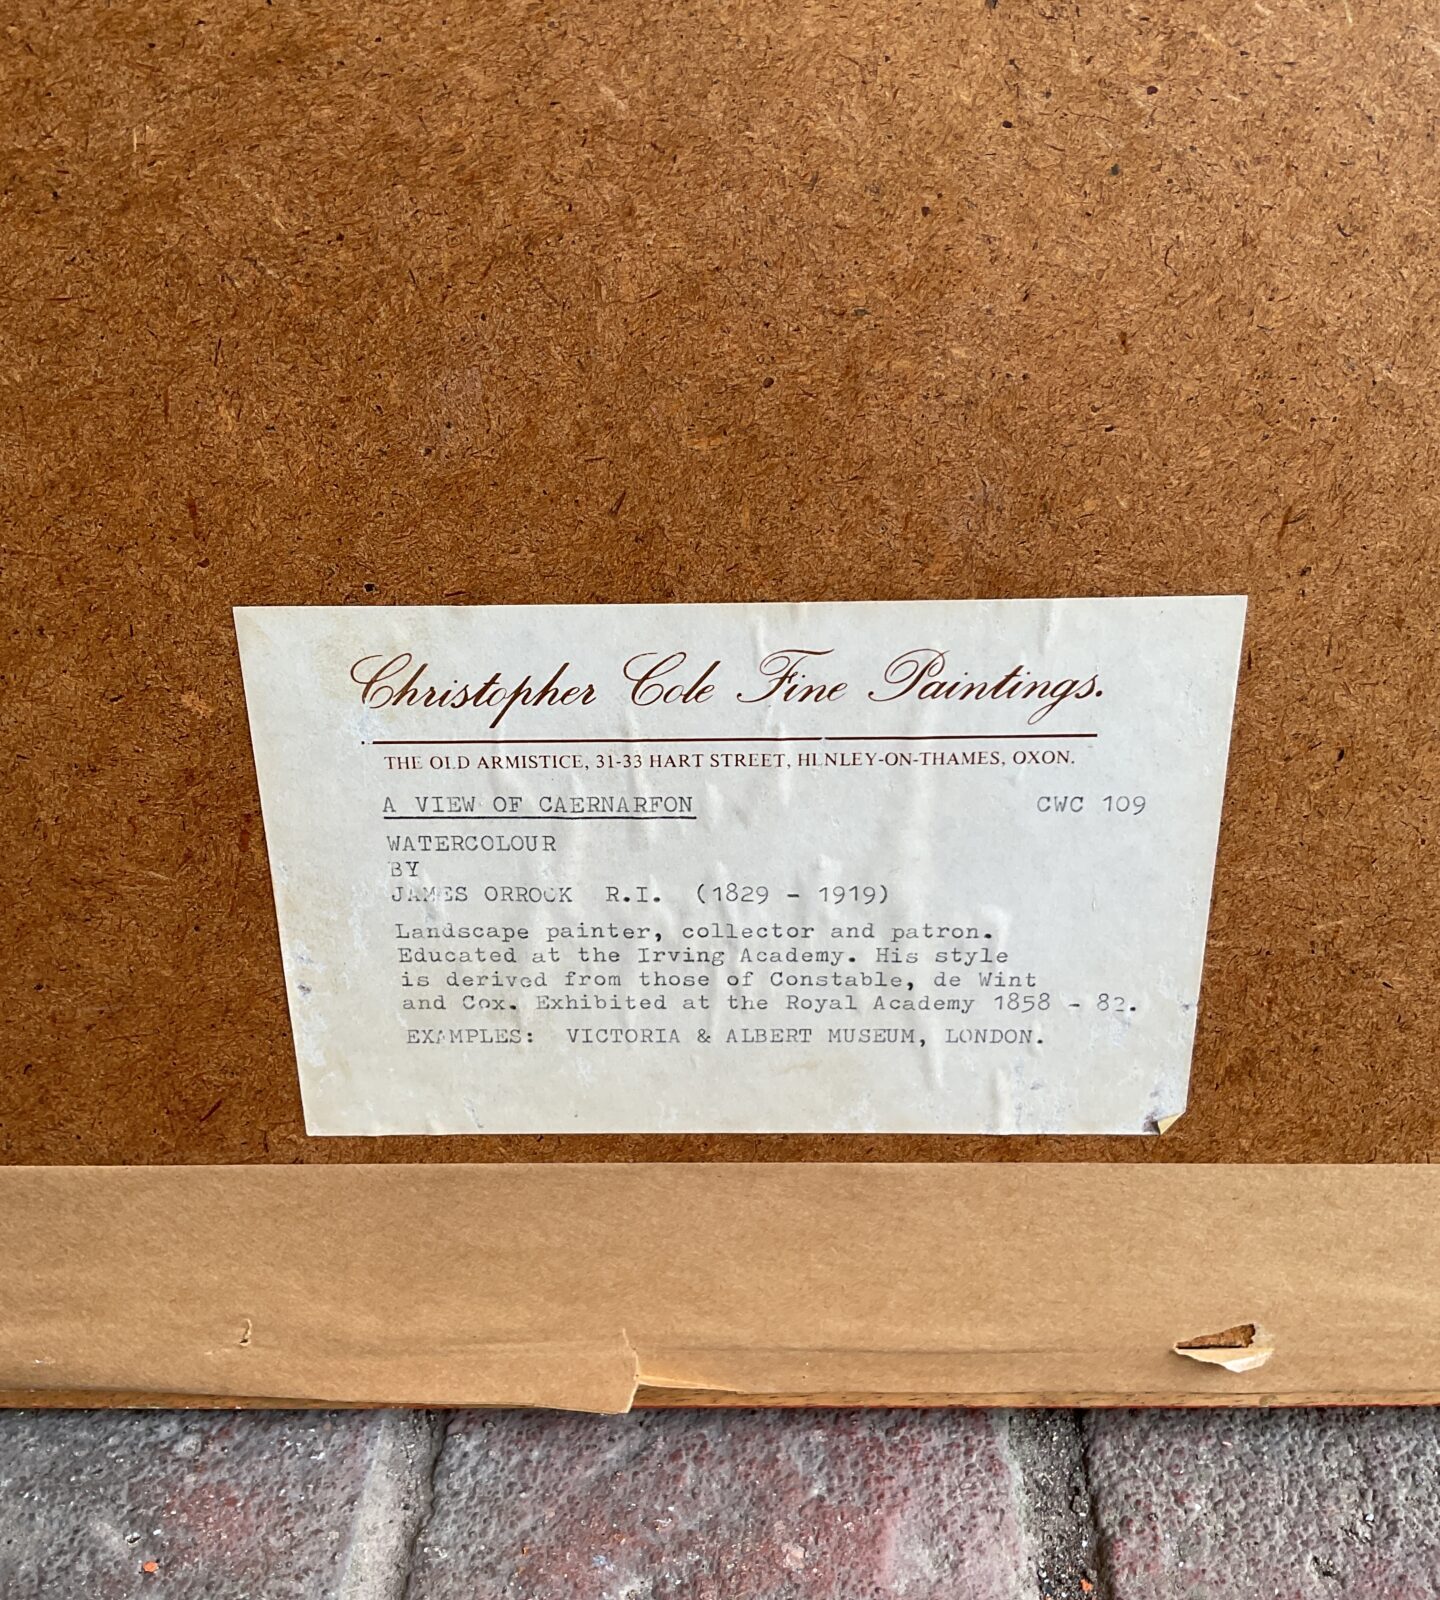 Christopher Cole Fine Paintings.
THE OLD ARMISTICE, 31-33 HART STREET, HENLEY-ON-THAMES, OXON.
A VIEW OF CAERNARFON CWC 109
WATERCOLOUR
BY
JAMES ORROCK R.I. (1829 - 1919)
Landscape painter, collector and patron.
Educated at the Irving Academy. His style
is derived from those of Constable, de Wint
and Cox. Exhibited at the Royal Academy 1858 - 82.
EXAMPLES: VICTORIA & ALBERT MUSEUM, LONDON.